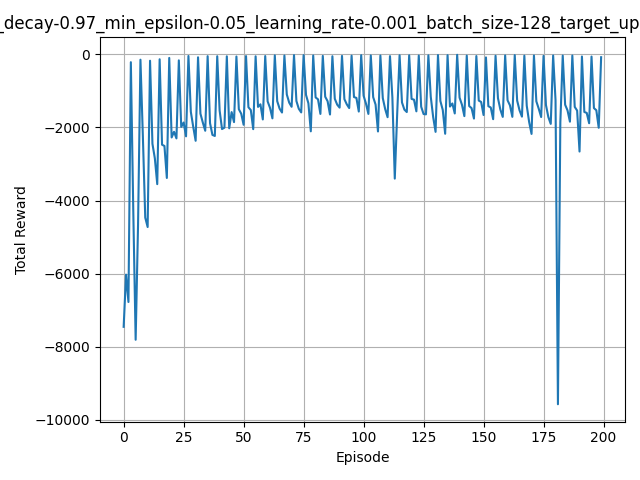 _decay-0.97_min_epsilon-0.05_learning_rate-0.001_batch_size-128_target_up
0
−2000
−4000
−6000
−8000
−10000
Total Reward
0 25 50 75 100 125 150 175 200
Episode